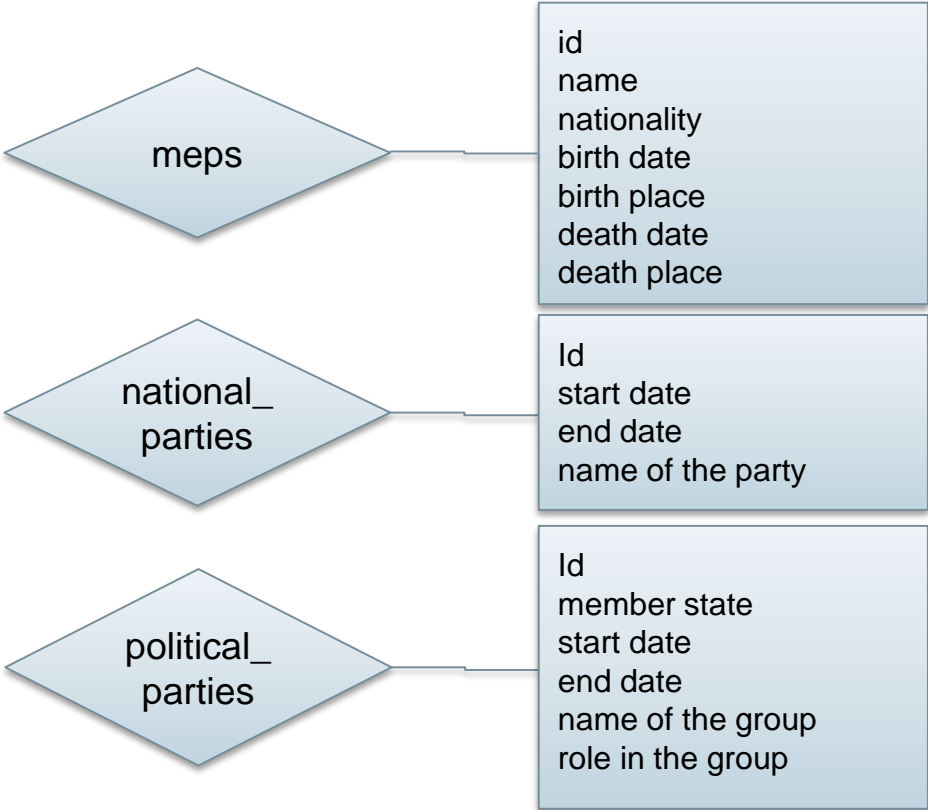 meps
id
name
nationality
birth date
birth place
death date
death place
national_
parties
Id
start date
end date
name of the party
political_
parties
Id
member state
start date
end date
name of the group
role in the group